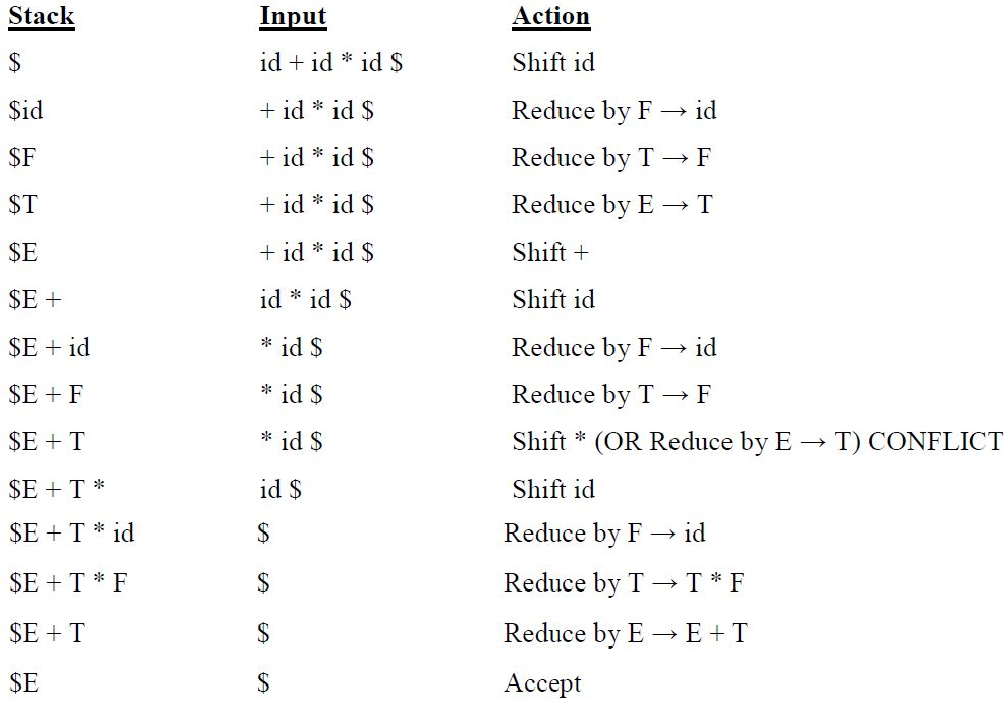 Stack Input Action
$ id + id * id $ Shift id
$id + id * id $ Reduce by F → id
$F + id * id $ Reduce by T → F
$T + id * id $ Reduce by E → T
$E + id * id $ Shift +
$E + id * id $ Shift id
$E + id * id $ Reduce by F → id
$E + F * id $ Reduce by T → F
$E + T * id $ Shift * (OR Reduce by E → T) CONFLICT
$E + T * id $ Shift id
$E + T * id $ Reduce by F → id
$E + T * F $ Reduce by T → T * F
$E + T $ Reduce by E → E + T
$E $ Accept